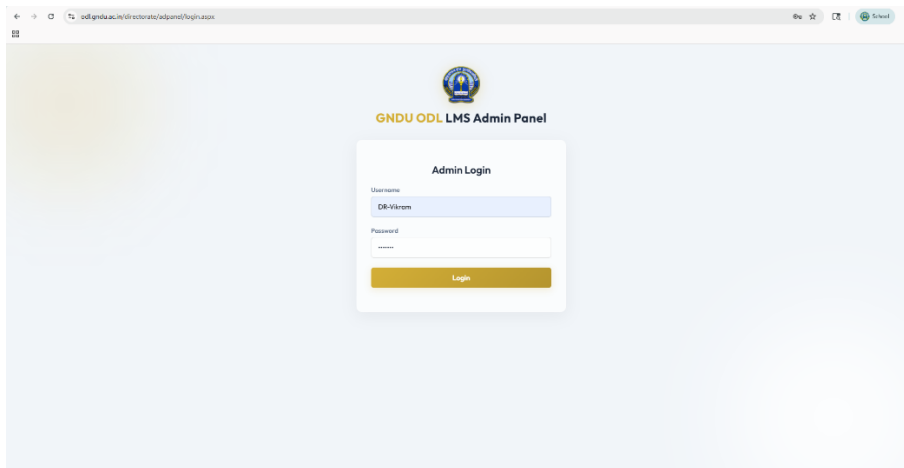 odl.gndu.ac.in/directorate/adpanel/login.aspx
School
GNDU ODL LMS Admin Panel
Admin Login
Username
DR-Vikram
Password
•••••••
Login